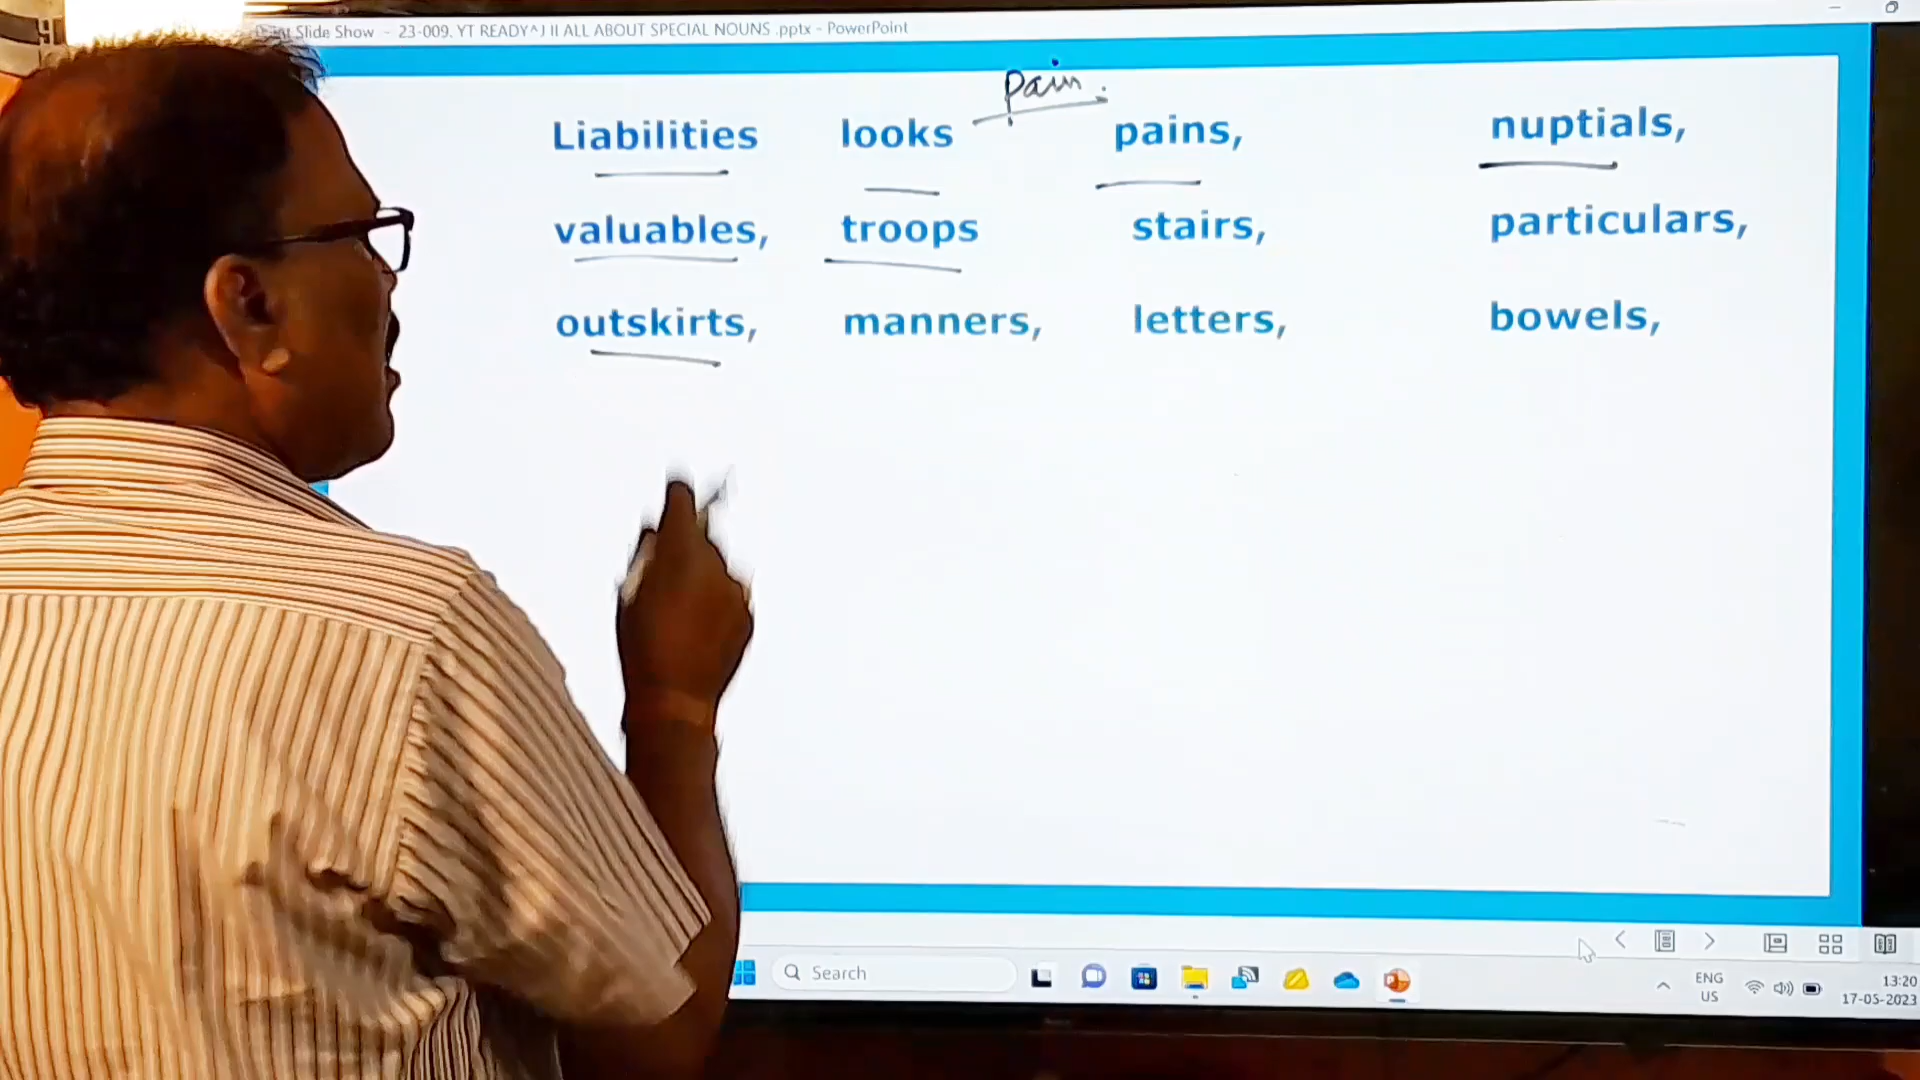 Slide Show - 23-009. YT READY^J II ALL ABOUT SPECIAL NOUNS .pptx - PowerPoint
pain.
Liabilities looks pains, nuptials,
valuables, troops stairs, particulars,
outskirts, manners, letters, bowels,
Search
ENG
US
13:20
17-05-2023